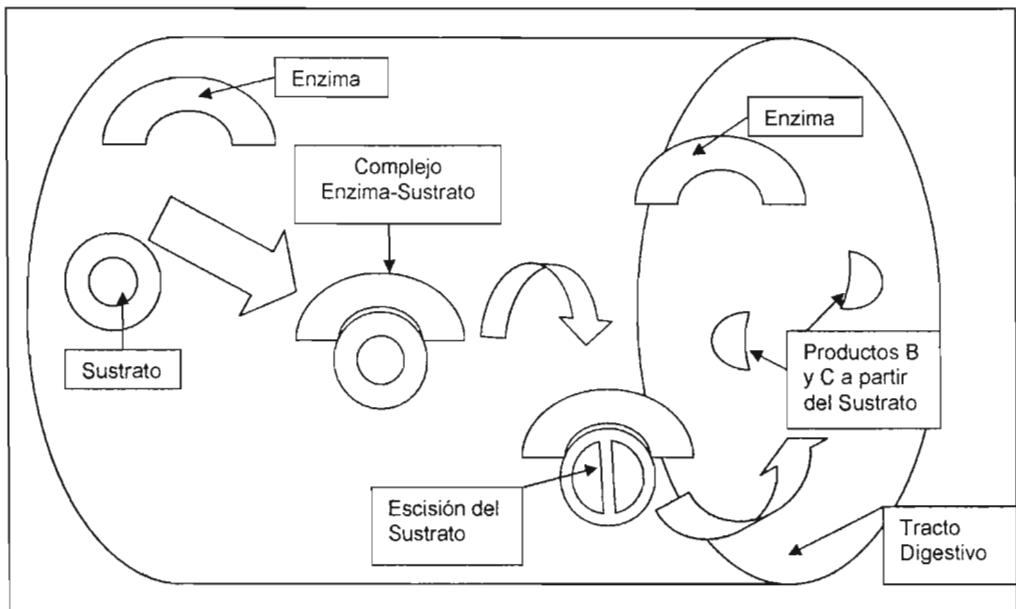 Enzima
Enzima
Complejo
Enzima-Sustrato
Sustrato
Productos B
y C a partir
del Sustrato
Escisión del
Sustrato
Tracto
Digestivo